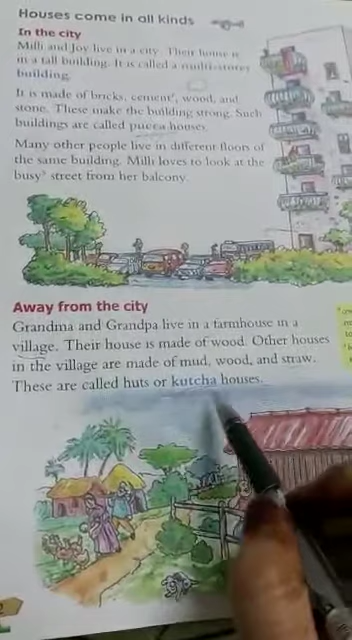 Houses come in all kinds
In the city
Milli and Joy live in a city. Their house is
in a tall building. It is called a multi-storey
building.
It is made of bricks, cement¹, wood, and
stone. These make the building strong. Such
buildings are called pucca houses.
Many other people live in different floors of
the same building. Milli loves to look at the
busy² street from her balcony.
Away from the city
Grandma and Grandpa live in a farmhouse in a
village. Their house is made of wood. Other houses
in the village are made of mud, wood, and straw.
These are called huts or kutcha houses.
2